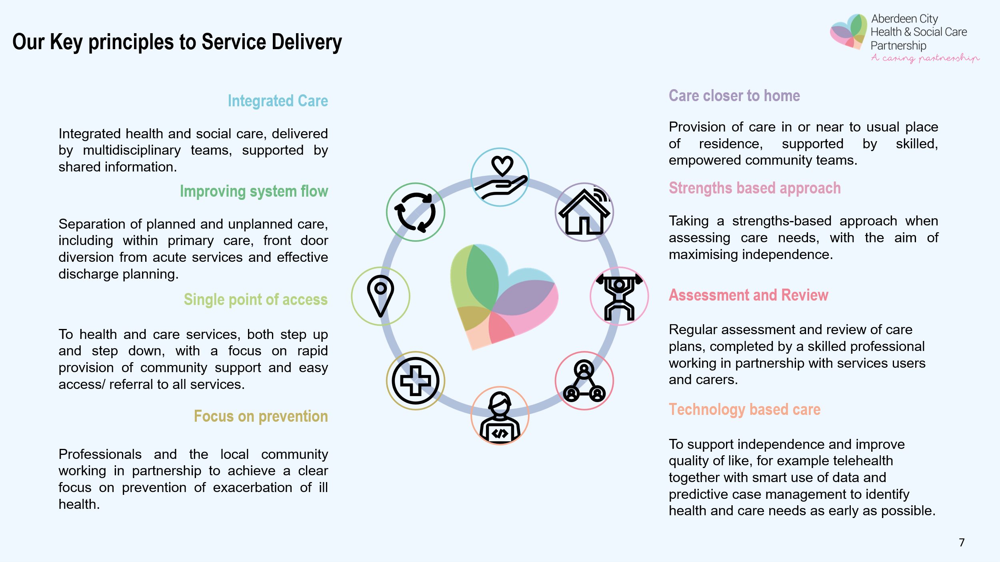 Our Key principles to Service Delivery
Aberdeen City
Health & Social Care
Partnership
A caring partnership
Integrated Care
Integrated health and social care, delivered
by multidisciplinary teams, supported by
shared information.
Improving system flow
Separation of planned and unplanned care,
including within primary care, front door
diversion from acute services and effective
discharge planning.
Single point of access
To health and care services, both step up
and step down, with a focus on rapid
provision of community support and easy
access/ referral to all services.
Focus on prevention
Professionals and the local community
working in partnership to achieve a clear
focus on prevention of exacerbation of ill
health.
Care closer to home
Provision of care in or near to usual place
of residence, supported by skilled,
empowered community teams.
Strengths based approach
Taking a strengths-based approach when
assessing care needs, with the aim of
maximising independence.
Assessment and Review
Regular assessment and review of care
plans, completed by a skilled professional
working in partnership with services users
and carers.
Technology based care
To support independence and improve
quality of like, for example telehealth
together with smart use of data and
predictive case management to identify
health and care needs as early as possible.
7